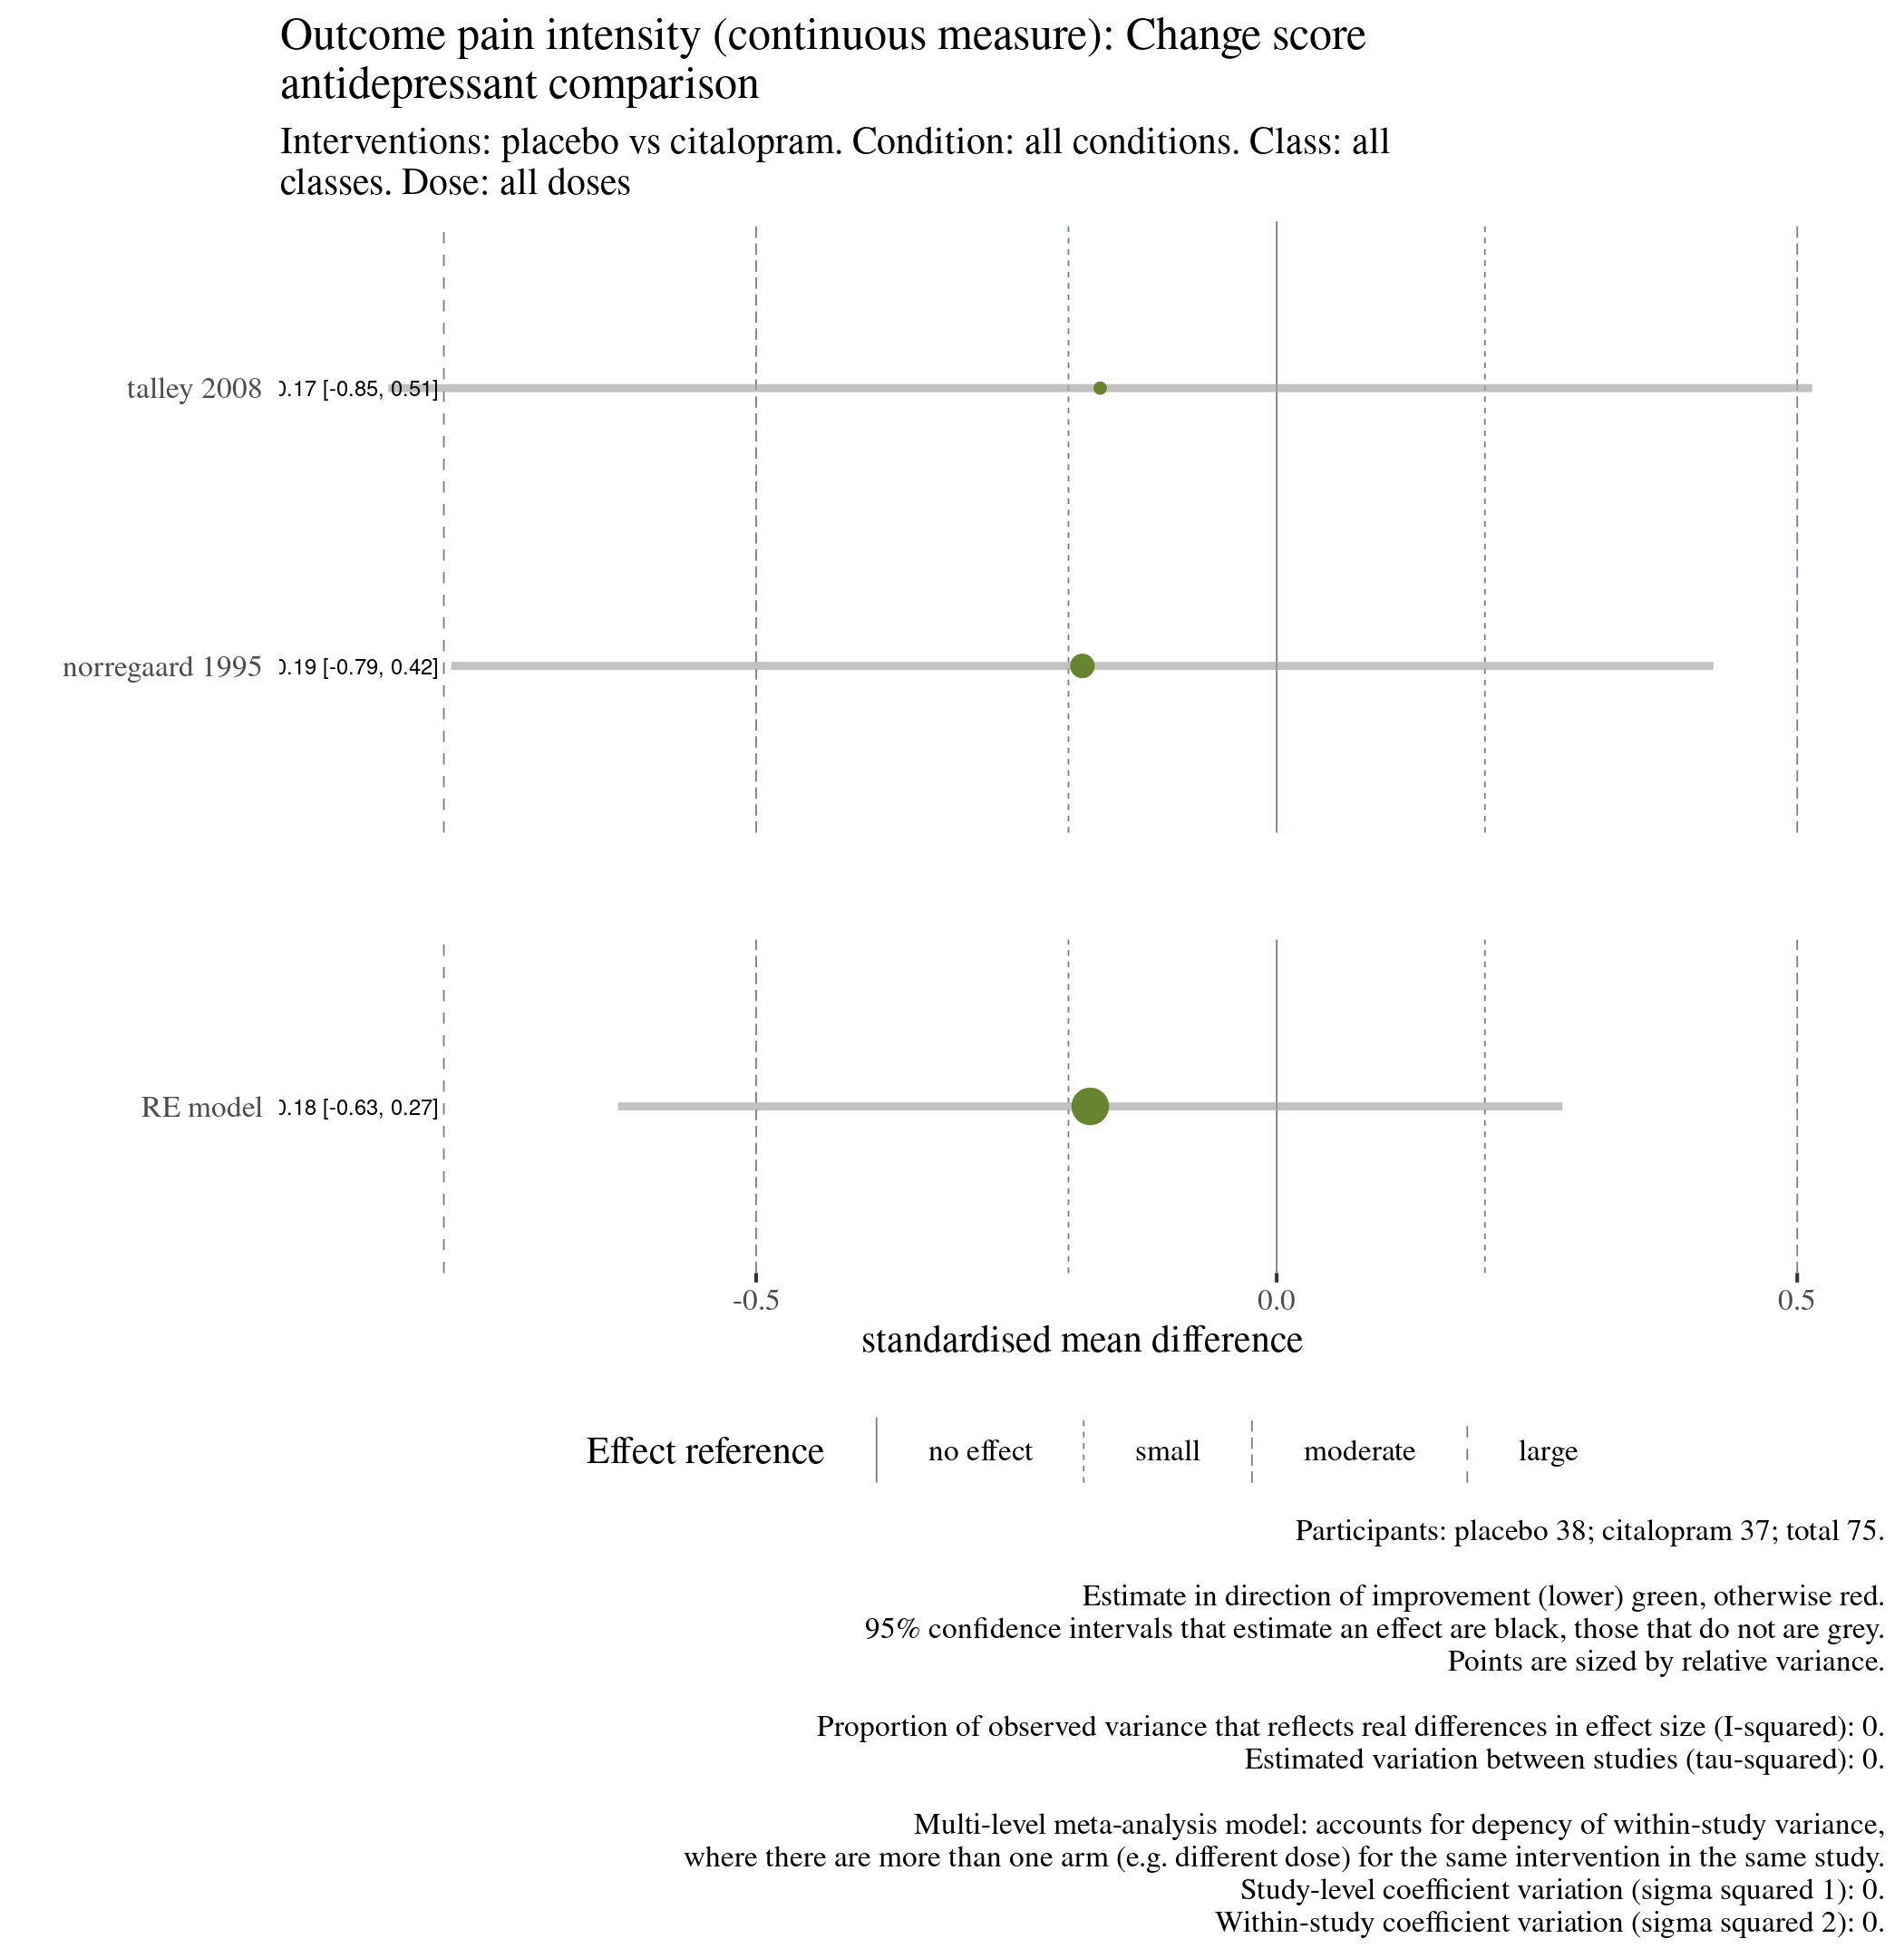 Outcome pain intensity (continuous measure): Change score
antidepressant comparison
Interventions: placebo vs citalopram. Condition: all conditions. Class: all
classes. Dose: all doses
talley 2008 0.17 [-0.85, 0.51]
norregaard 1995 0.19 [-0.79, 0.42]
RE model 0.18 [-0.63, 0.27]
-0.5 0.0 0.5
standardised mean difference
Effect reference no effect small moderate large
Participants: placebo 38; citalopram 37; total 75.
Estimate in direction of improvement (lower) green, otherwise red.
95% confidence intervals that estimate an effect are black, those that do not are grey.
Points are sized by relative variance.
Proportion of observed variance that reflects real differences in effect size (I-squared): 0.
Estimated variation between studies (tau-squared): 0.
Multi-level meta-analysis model: accounts for depency of within-study variance,
where there are more than one arm (e.g. different dose) for the same intervention in the same study.
Study-level coefficient variation (sigma squared 1): 0.
Within-study coefficient variation (sigma squared 2): 0.